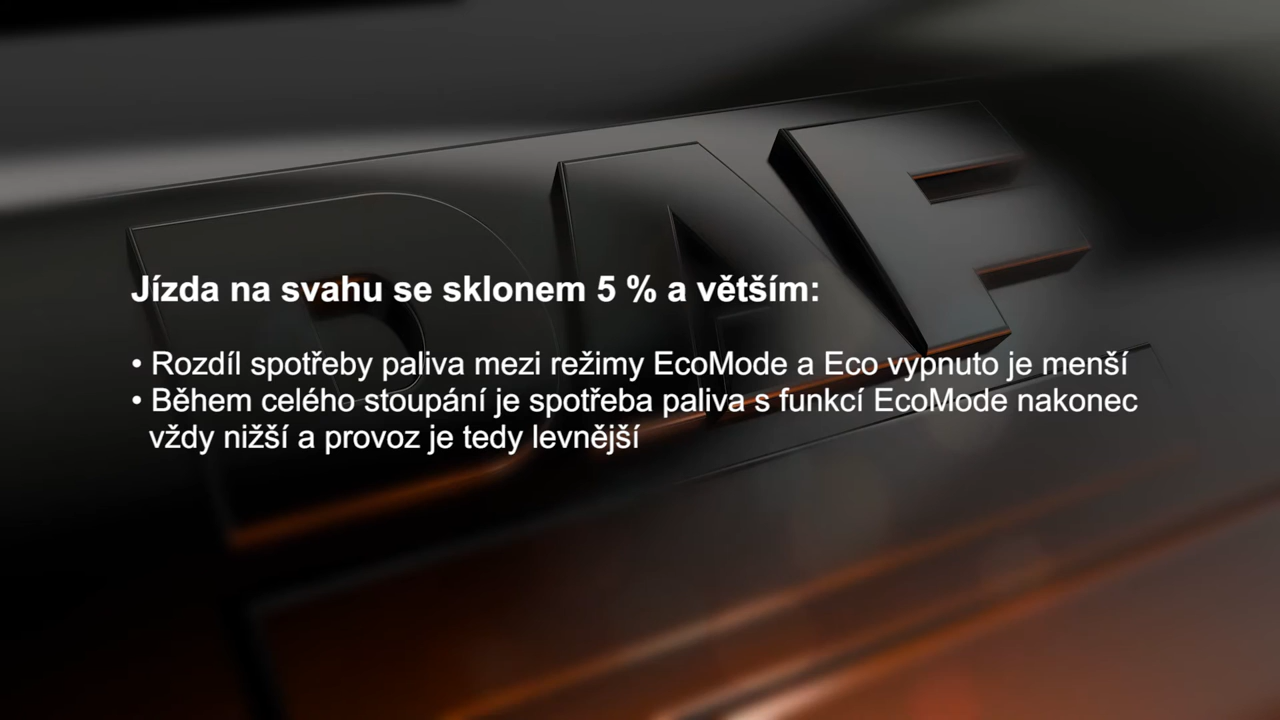 DAF
Jízda na svahu se sklonem 5 % a větším:
• Rozdíl spotřeby paliva mezi režimy EcoMode a Eco vypnuto je menší
• Během celého stoupání je spotřeba paliva s funkcí EcoMode nakonec
vždy nižší a provoz je tedy levnější